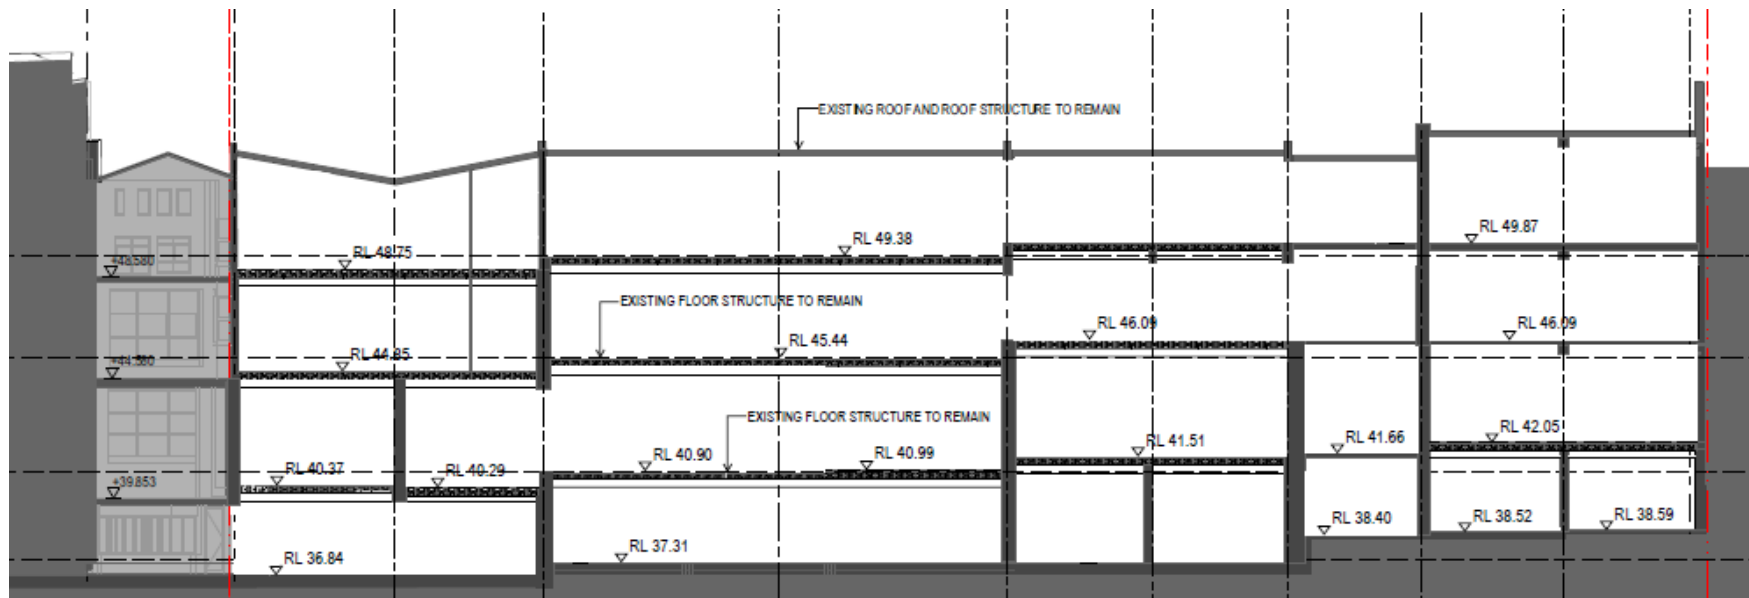 EXISTING ROOF AND ROOF STRUCTURE TO REMAIN
RL 49.87
RL 49.38
RL 48.75
+48.580
EXISTING FLOOR STRUCTURE TO REMAIN
RL 46.09
RL 46.09
RL 45.44
RL 44.85
+44.580
EXISTING FLOOR STRUCTURE TO REMAIN
RL 42.05
RL 41.66
RL 41.51
RL 40.99
RL 40.90
RL 40.37
RL 40.29
+39.853
RL 38.40
RL 38.52
RL 38.59
RL 37.31
RL 36.84